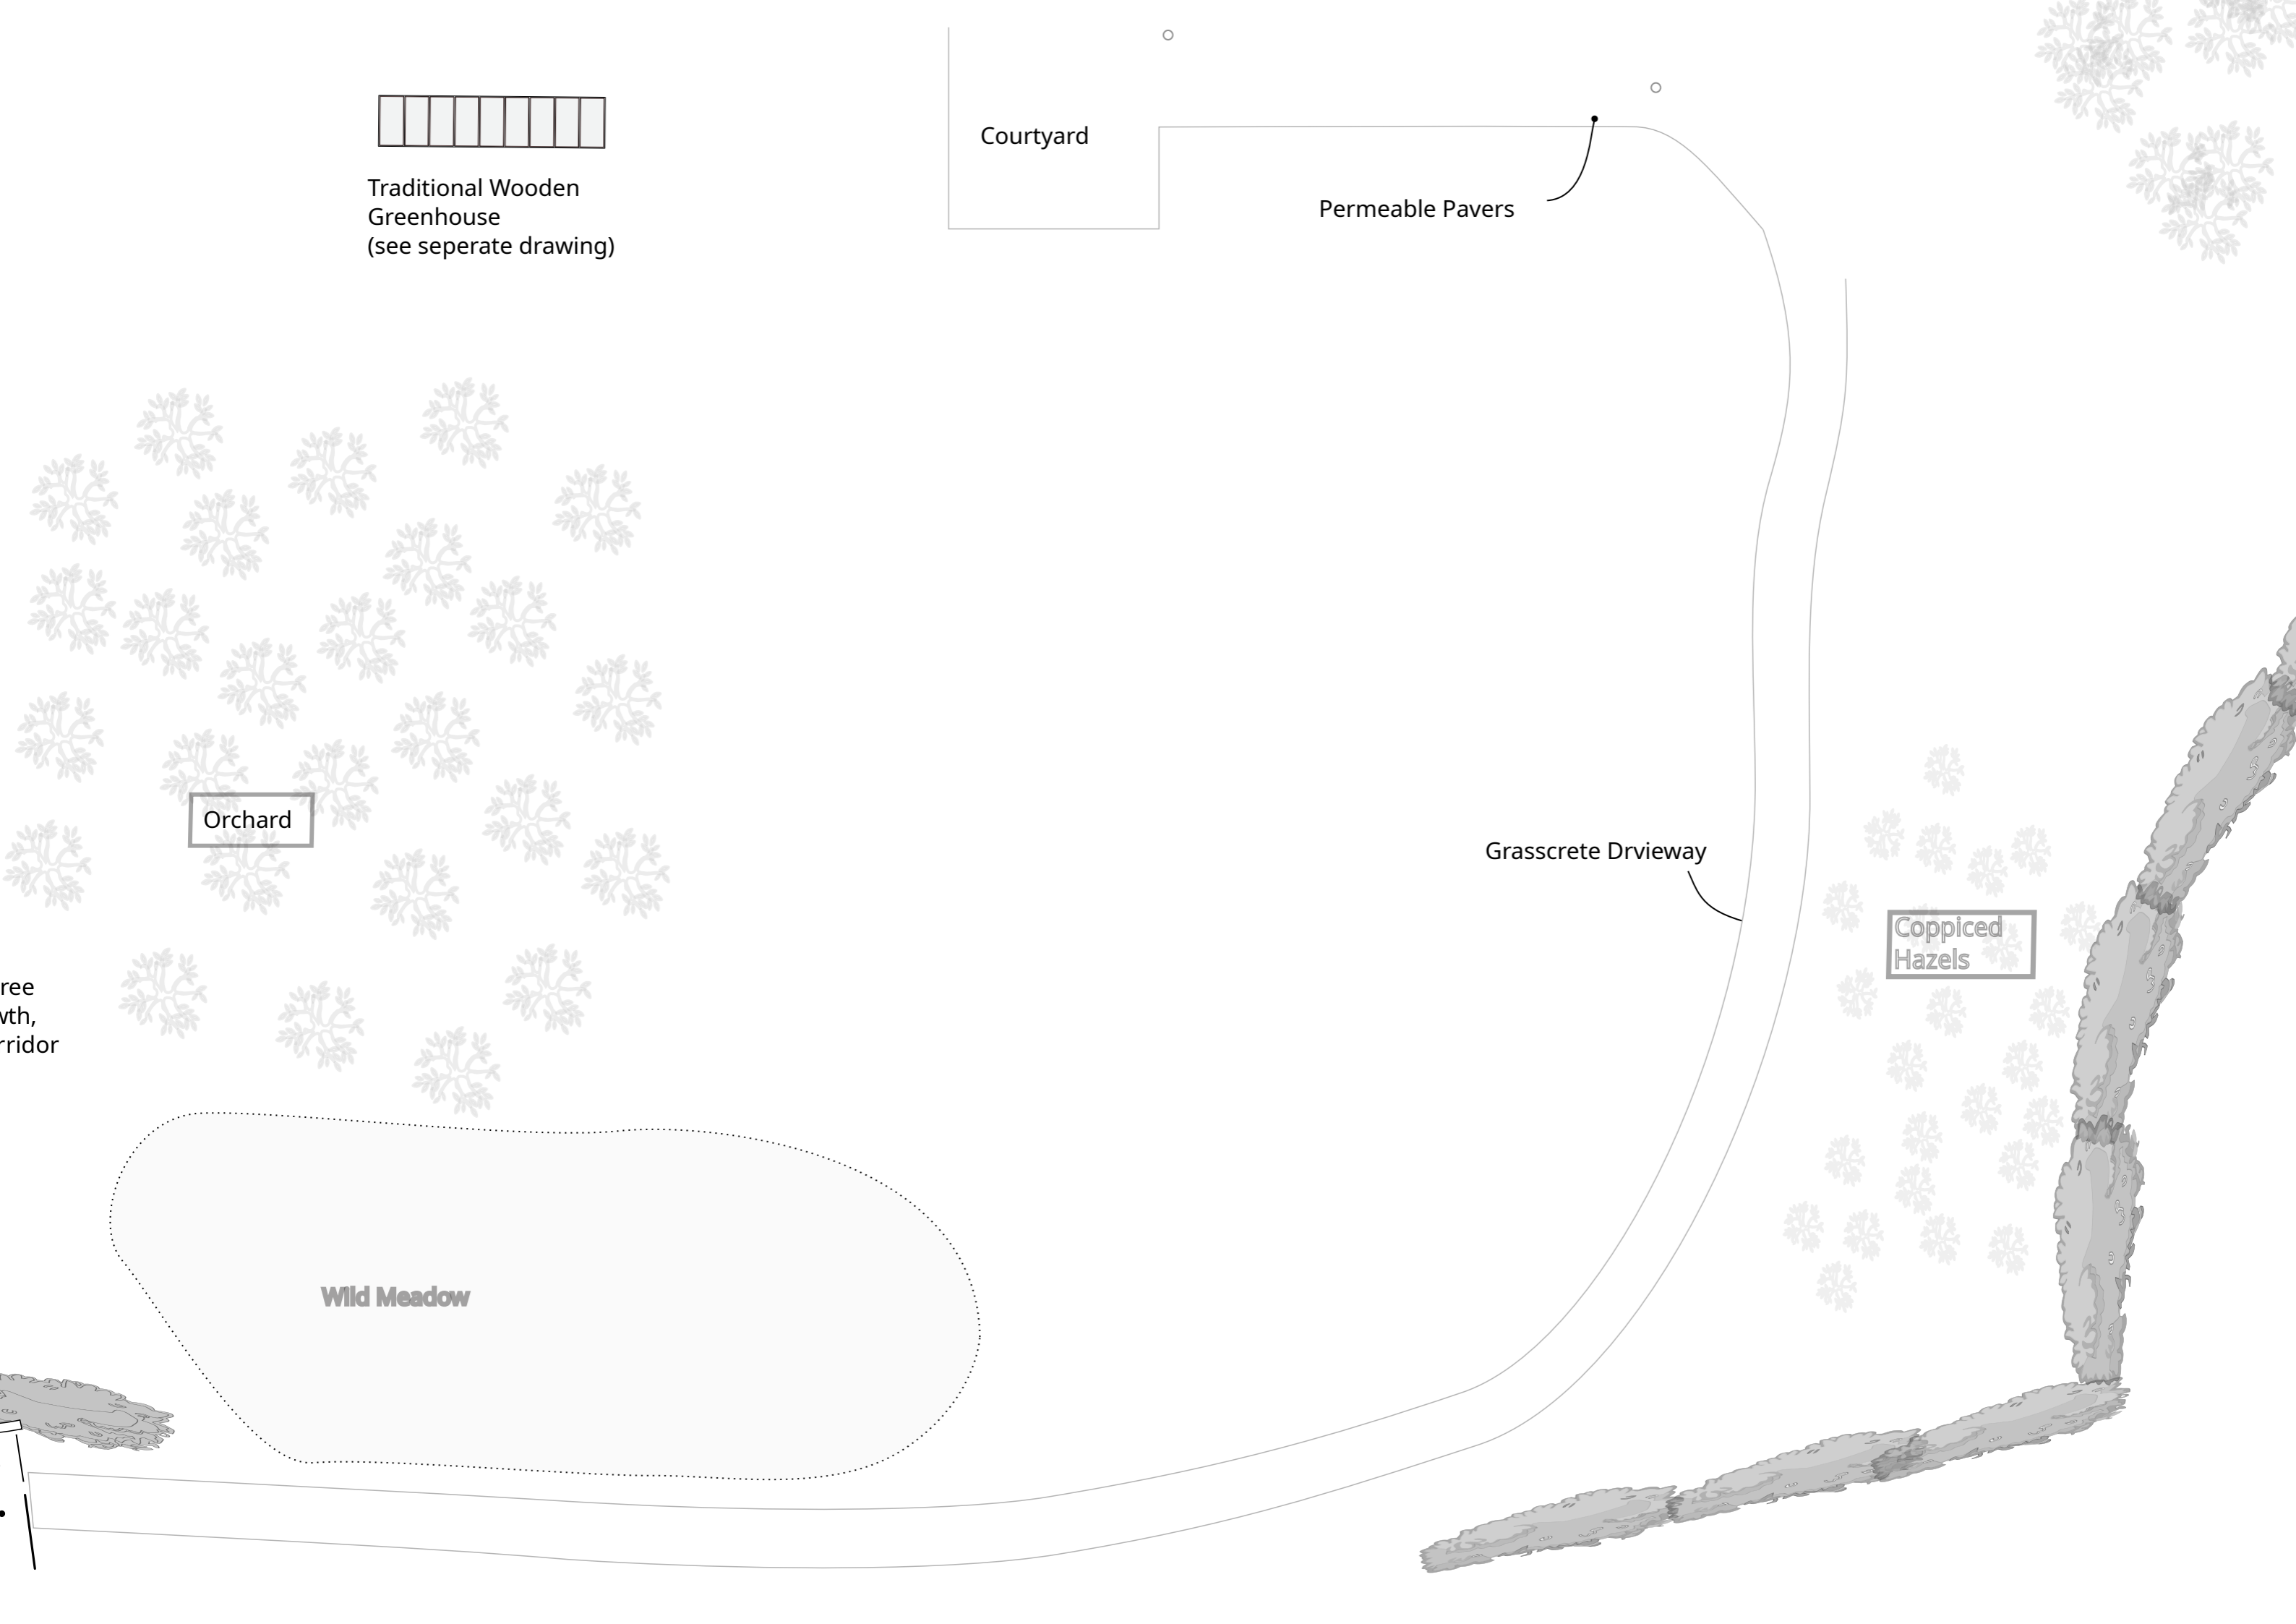 Courtyard
Traditional Wooden
Greenhouse
(see seperate drawing)
Permeable Pavers
Orchard
Grasscrete Drvieway
Coppiced
Hazels
ree
wth,
rridor
Wild Meadow